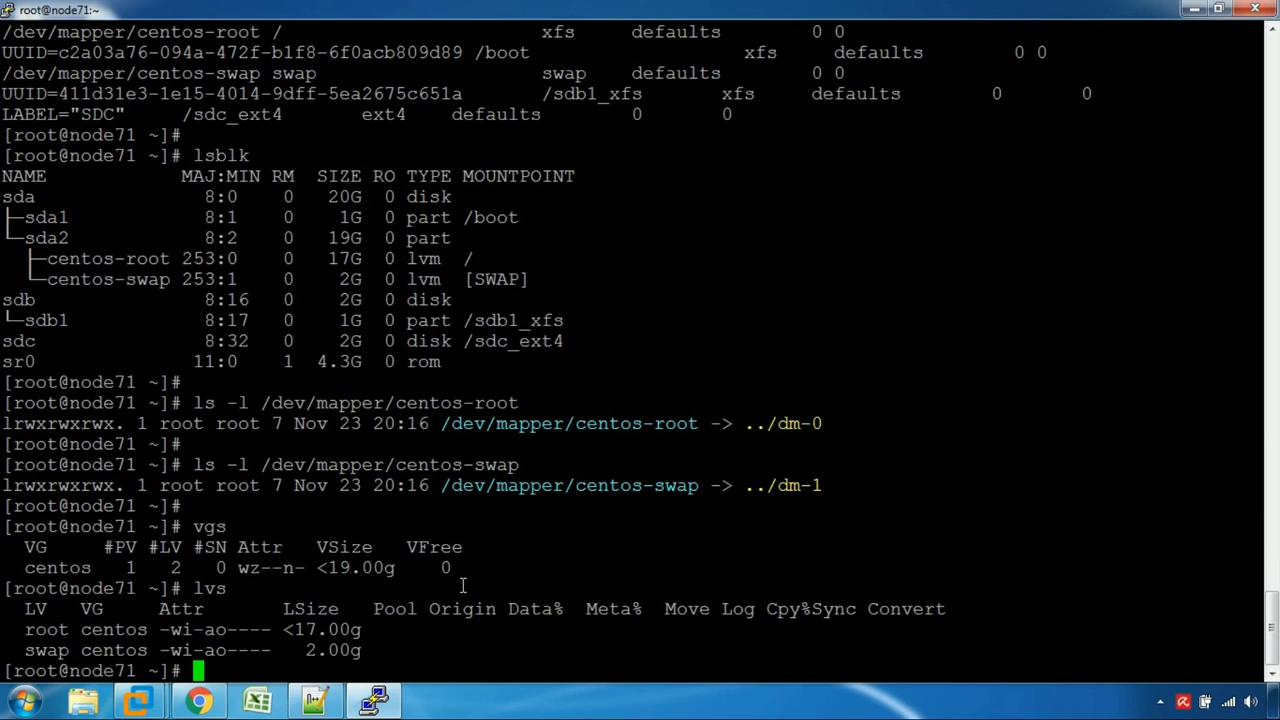 root@node71:~
/dev/mapper/centos-root / xfs defaults 0 0
UUID=c2a03a76-094a-472f-b1f8-6f0acb809d89 /boot xfs defaults 0 0
/dev/mapper/centos-swap swap swap defaults 0 0
UUID=411d31e3-1e15-4014-9dff-5ea2675c651a /sdb1_xfs xfs defaults 0 0
LABEL="SDC" /sdc_ext4 ext4 defaults 0 0
[root@node71 ~]#
[root@node71 ~]# lsblk
NAME MAJ:MIN RM SIZE RO TYPE MOUNTPOINT
sda 8:0 0 20G 0 disk
├─sda1 8:1 0 1G 0 part /boot
└─sda2 8:2 0 19G 0 part
├─centos-root 253:0 0 17G 0 lvm /
└─centos-swap 253:1 0 2G 0 lvm [SWAP]
sdb 8:16 0 2G 0 disk
└─sdb1 8:17 0 1G 0 part /sdb1_xfs
sdc 8:32 0 2G 0 disk /sdc_ext4
sr0 11:0 1 4.3G 0 rom
[root@node71 ~]#
[root@node71 ~]# ls -l /dev/mapper/centos-root
lrwxrwxrwx. 1 root root 7 Nov 23 20:16 /dev/mapper/centos-root -> ../dm-0
[root@node71 ~]#
[root@node71 ~]# ls -l /dev/mapper/centos-swap
lrwxrwxrwx. 1 root root 7 Nov 23 20:16 /dev/mapper/centos-swap -> ../dm-1
[root@node71 ~]#
[root@node71 ~]# vgs
VG #PV #LV #SN Attr VSize VFree
centos 1 2 0 wz--n- <19.00g 0
[root@node71 ~]# lvs
LV VG Attr LSize Pool Origin Data% Meta% Move Log Cpy%Sync Convert
root centos -wi-ao---- <17.00g
swap centos -wi-ao---- 2.00g
[root@node71 ~]#